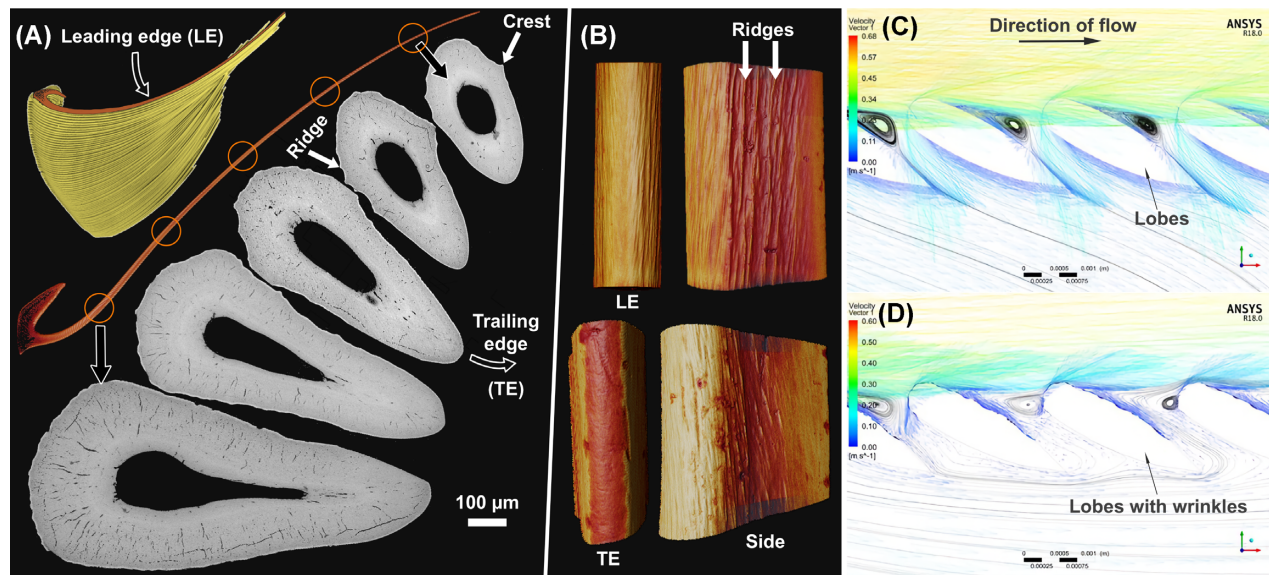 (A)
Leading edge (LE)
Crest
Ridge
Trailing
edge
(TE)
100 µm
(B)
Ridges
LE
TE
Side
(C)
Velocity
Vector 1
0.68
0.57
0.45
0.34
0.11
0.00
[m s^-1]
Direction of flow
ANSYS
R18.0
Lobes
0
0.0005
0.001 (m)
0.00025
0.00075
(D)
Velocity
Vector 1
0.60
0.50
0.40
0.30
0.20
0.10
0.00
[m s^-1]
ANSYS
R18.0
Lobes with wrinkles
0
0.0005
0.001 (m)
0.00025
0.00075